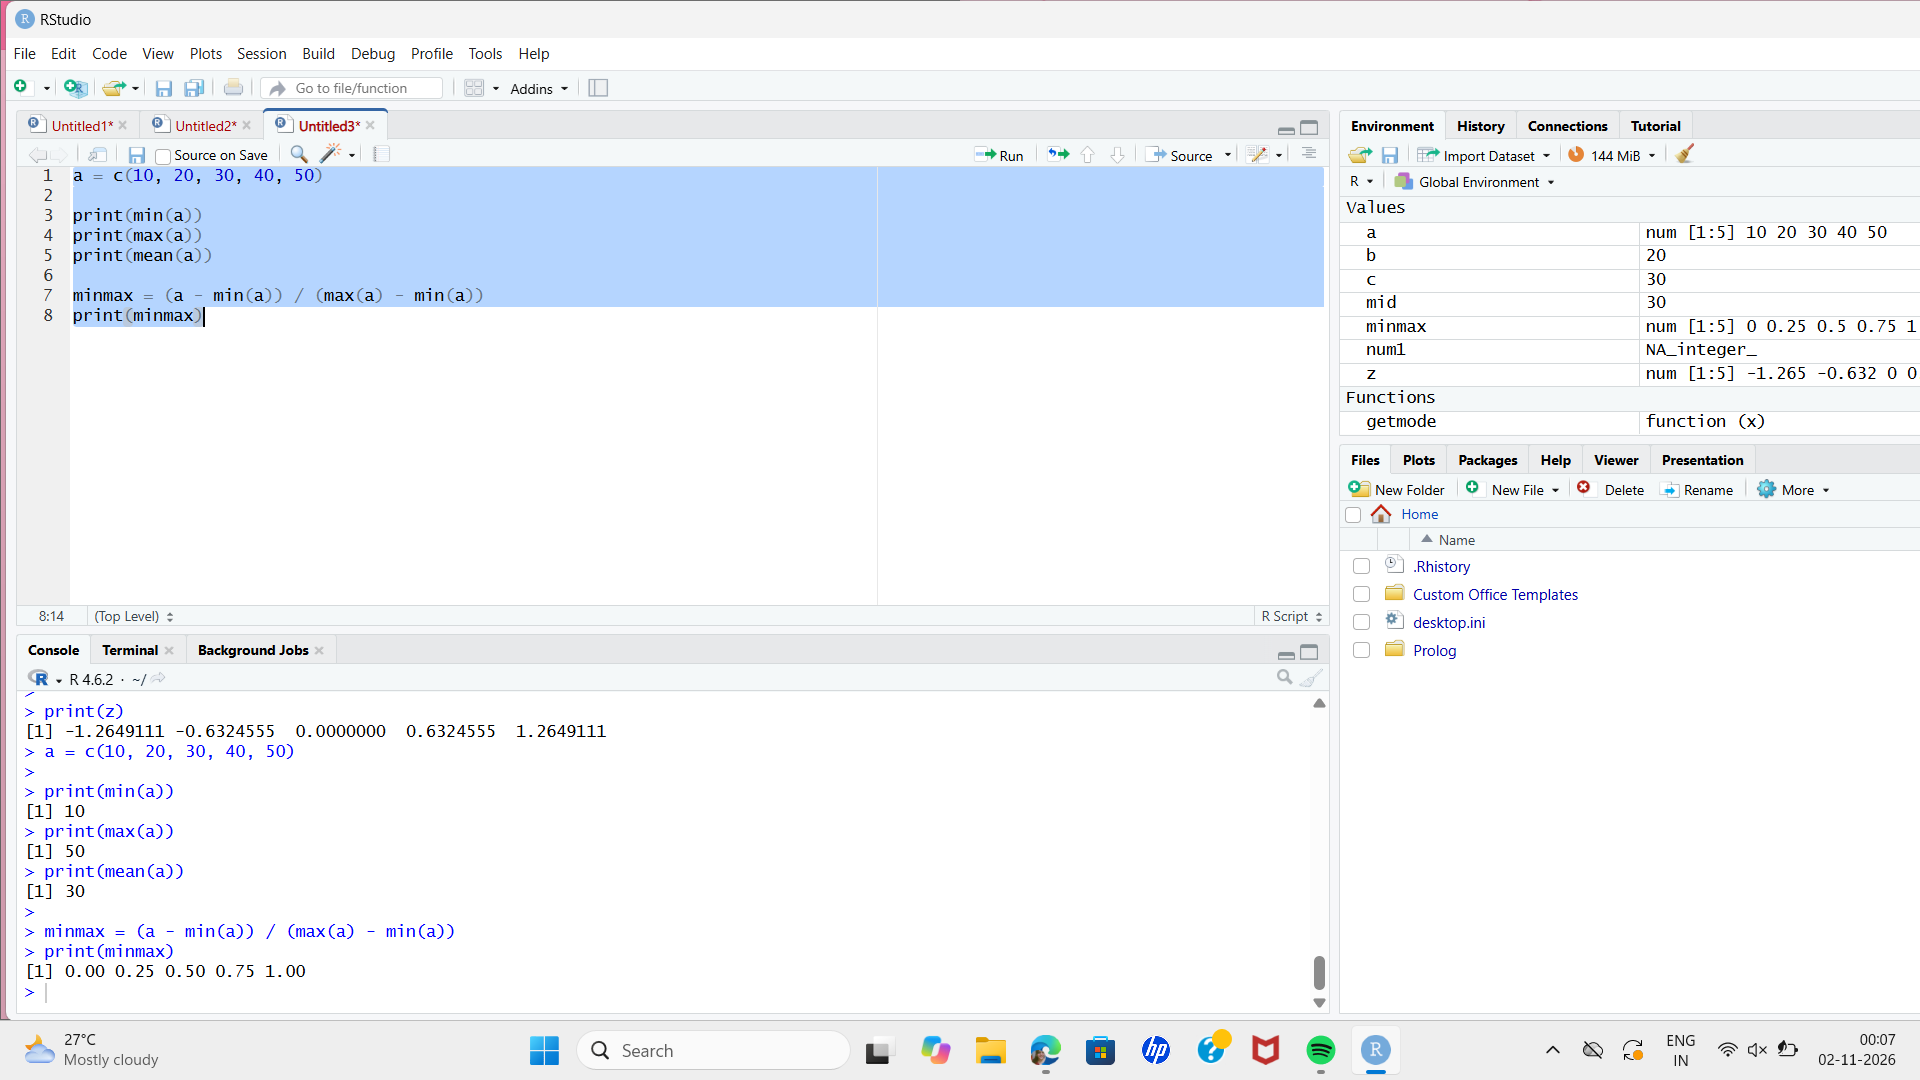 RStudio
File Edit Code View Plots Session Build Debug Profile Tools Help
Go to file/function Addins
Untitled1* Untitled2* Untitled3*
Source on Save Run Source
1 a = c(10, 20, 30, 40, 50)
2
3 print(min(a))
4 print(max(a))
5 print(mean(a))
6
7 minmax = (a - min(a)) / (max(a) - min(a))
8 print(minmax)
8:14 (Top Level) R Script
Console Terminal Background Jobs
R 4.6.2 · ~/
> print(z)
[1] -1.2649111 -0.6324555 0.0000000 0.6324555 1.2649111
> a = c(10, 20, 30, 40, 50)
>
> print(min(a))
[1] 10
> print(max(a))
[1] 50
> print(mean(a))
[1] 30
>
> minmax = (a - min(a)) / (max(a) - min(a))
> print(minmax)
[1] 0.00 0.25 0.50 0.75 1.00
>
Environment History Connections Tutorial
Import Dataset 144 MiB
R Global Environment
Values
a num [1:5] 10 20 30 40 50
b 20
c 30
mid 30
minmax num [1:5] 0 0.25 0.5 0.75 1
num1 NA_integer_
z num [1:5] -1.265 -0.632 0 0
Functions
getmode function (x)
Files Plots Packages Help Viewer Presentation
New Folder New File Delete Rename More
Home
Name
.Rhistory
Custom Office Templates
desktop.ini
Prolog
27°C
Mostly cloudy
Search
ENG
IN
00:07
02-11-2026